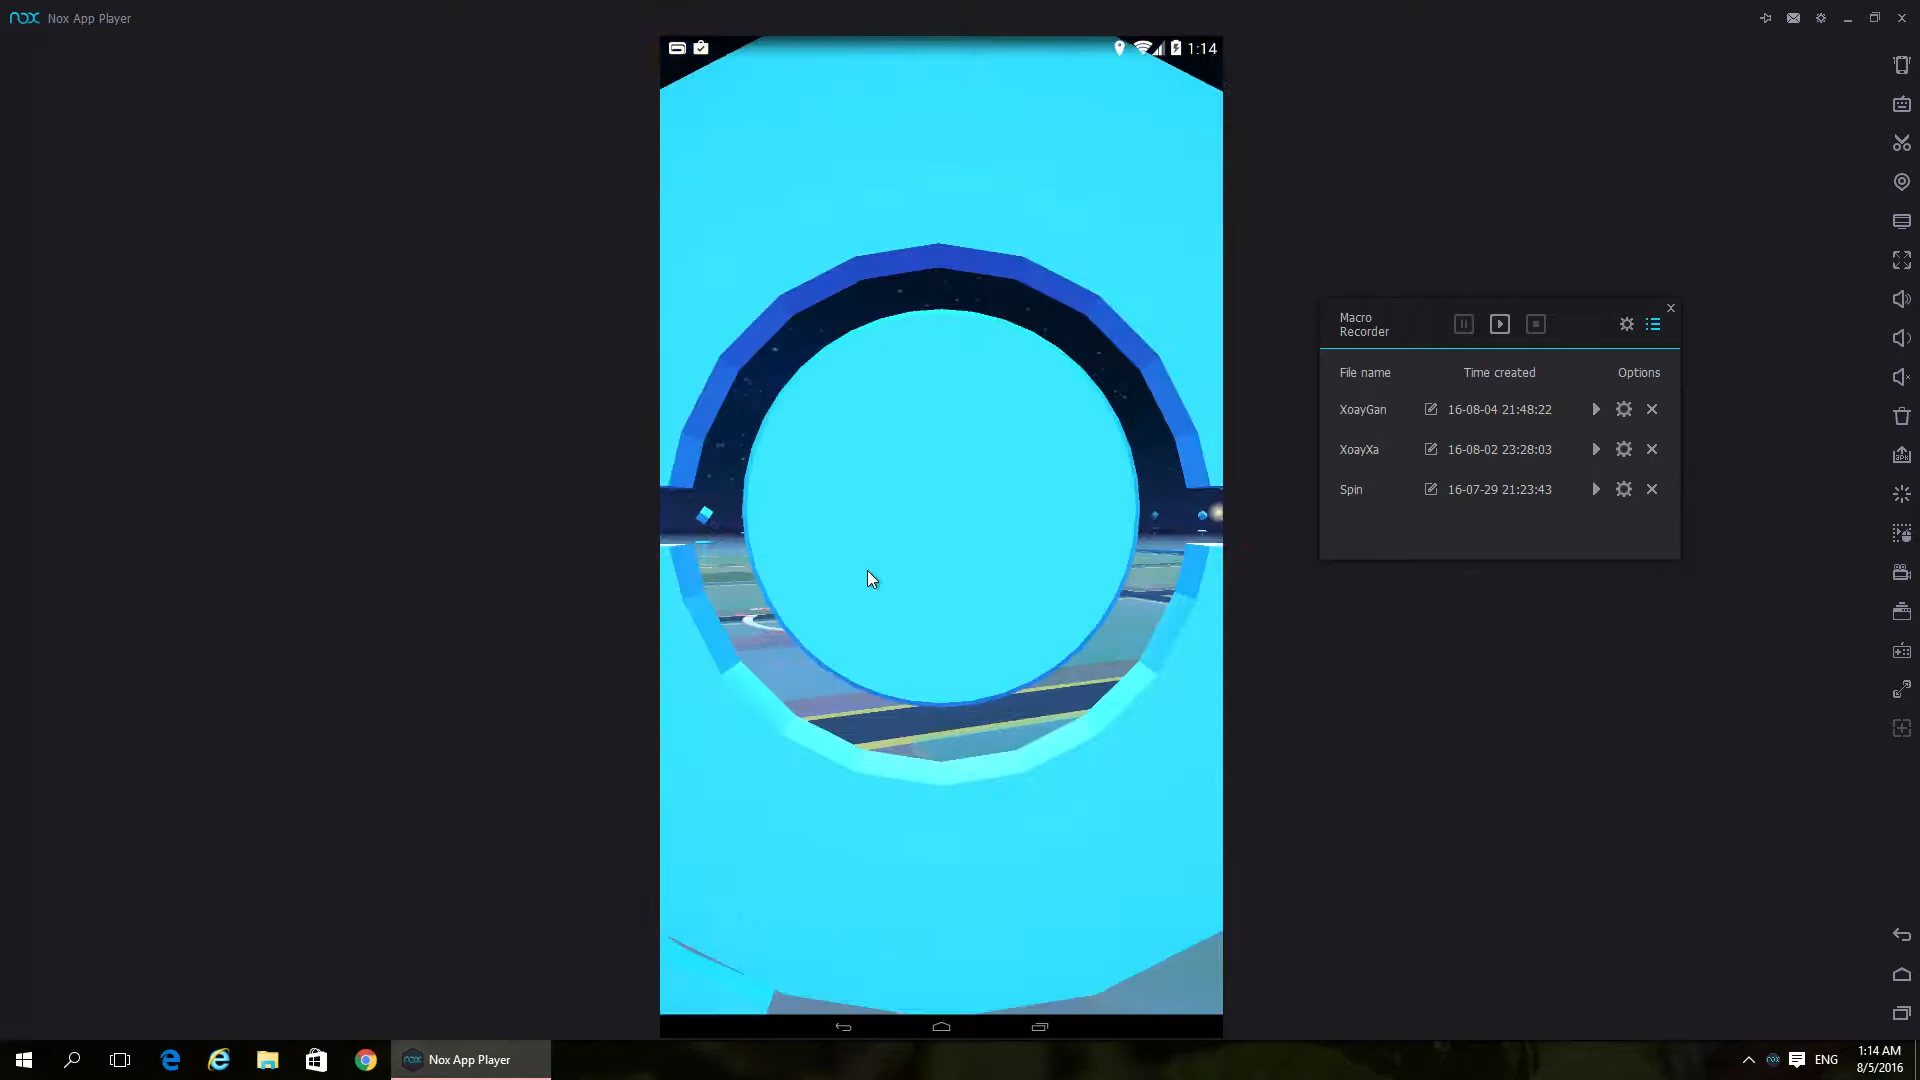 nox Nox App Player
1:14
Macro
Recorder
File name Time created Options
XoayGan 16-08-04 21:48:22
XoayXa 16-08-02 23:28:03
Spin 16-07-29 21:23:43
nox Nox App Player
ENG
1:14 AM
8/5/2016